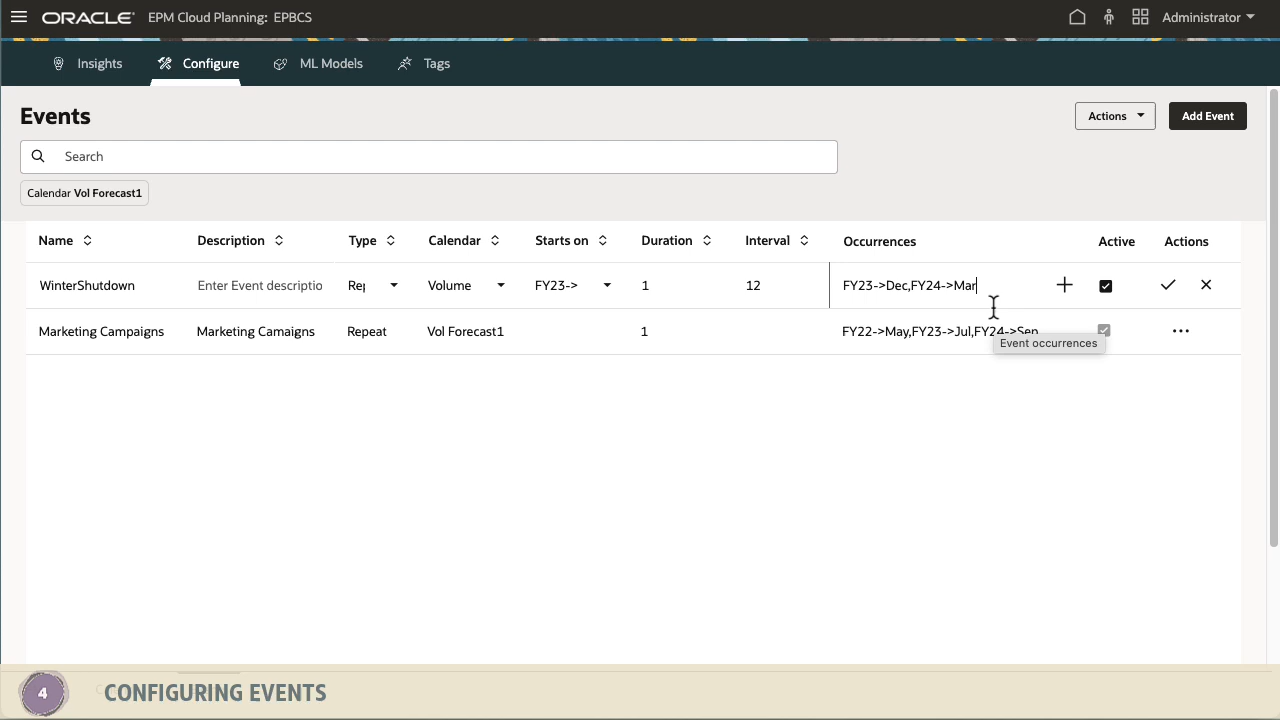 ORACLE EPM Cloud Planning: EPBCS Administrator
Insights Configure ML Models Tags
Events
Actions Add Event
Search
Calendar Vol Forecast1
Name Description Type Calendar Starts on Duration Interval Occurrences Active Actions
WinterShutdown Enter Event descriptio Rep Volume FY23-> 1 12 FY23->Dec,FY24->Mar
Marketing Campaigns Marketing Camaigns Repeat Vol Forecast1 1 FY22->May,FY23->Jul,FY24->Sep
Event occurrences
4 CONFIGURING EVENTS